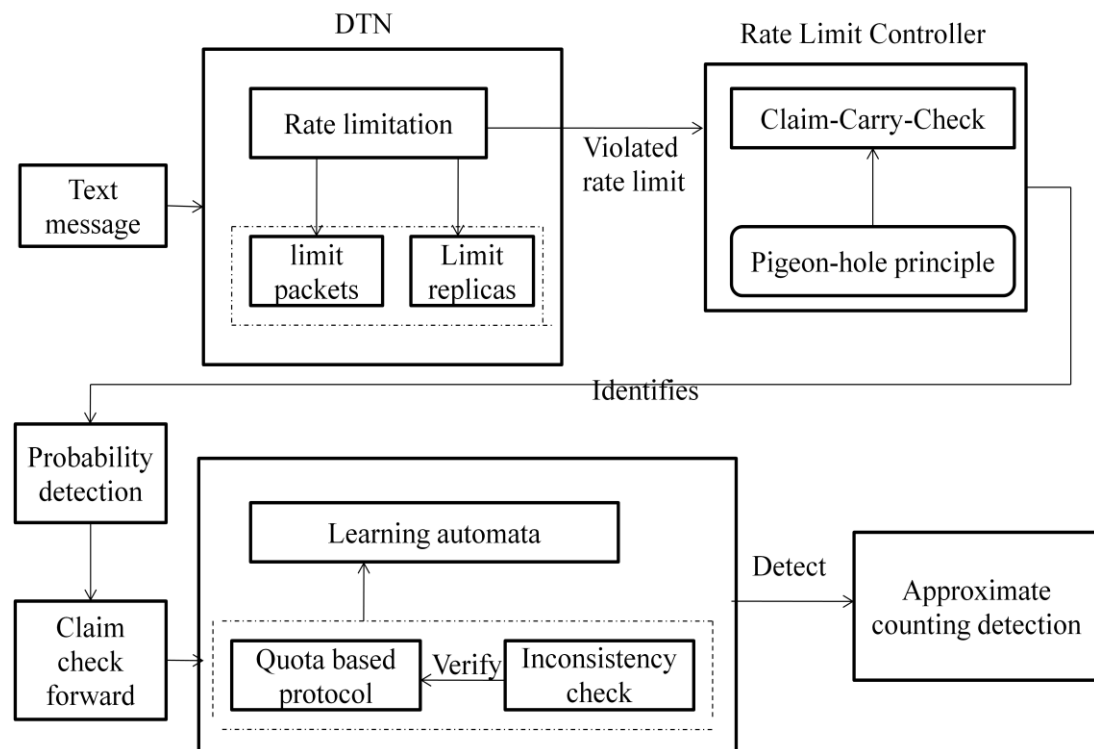 DTN
Rate Limit Controller
Rate limitation
Claim-Carry-Check
Violated
rate limit
Text
message
limit
packets
Limit
replicas
Pigeon-hole principle
Identifies
Probability
detection
Learning automata
Detect
Approximate
counting detection
Claim
check
forward
Quota based
protocol
Verify
Inconsistency
check